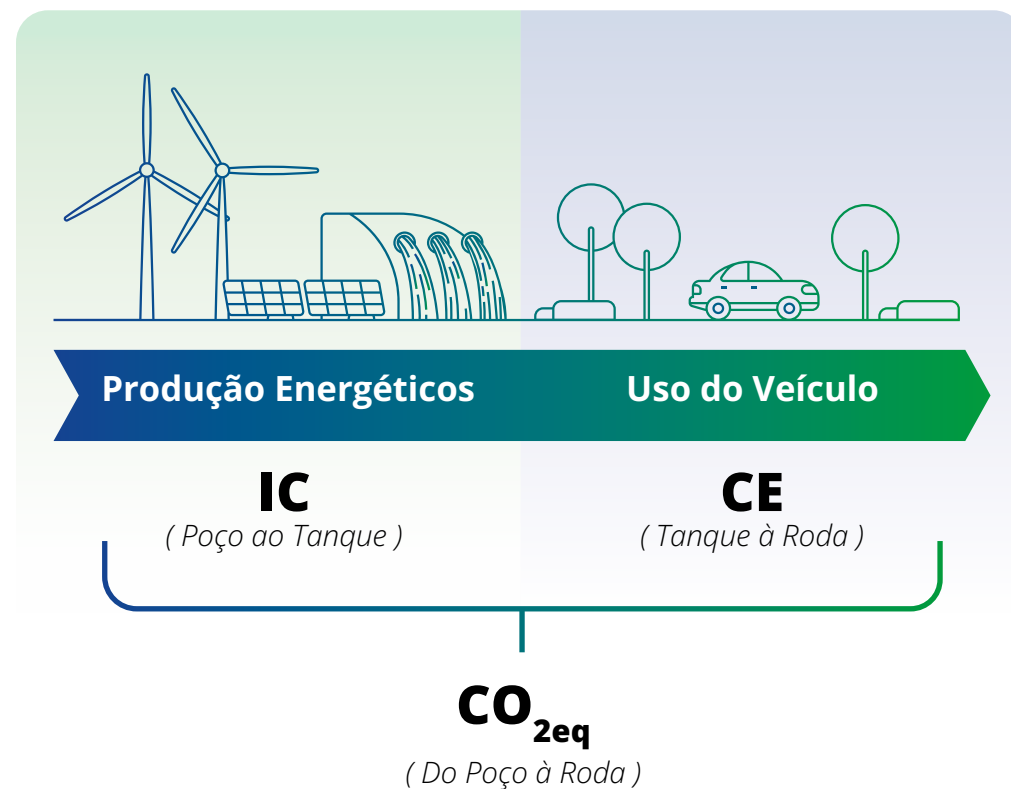 Produção Energéticos
Uso do Veículo
IC
( Poço ao Tanque )
CE
( Tanque à Roda )
CO2eq
( Do Poço à Roda )